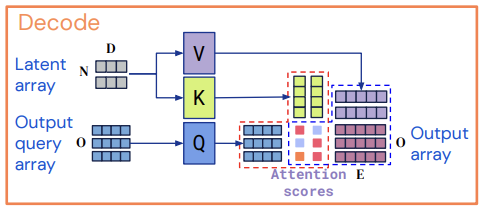 Decode
D
Latent
array
N
V
K
Output
query
array
O
Q
Attention
scores
E
O
Output
array